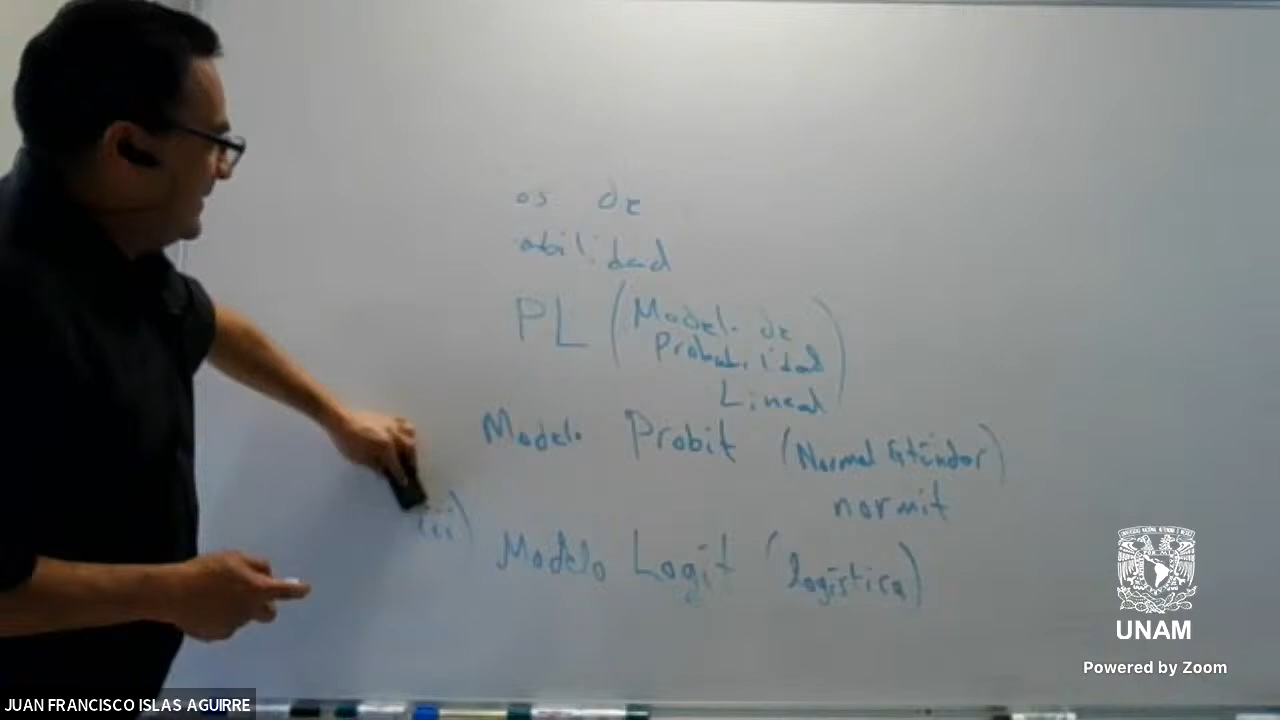 os de
abilidad
PL (Modelo de
Probabilidad
Lineal)
Modelo Probit (Normal Estándar)
normit
iii) Modelo Logit (logística)
UNAM
Powered by Zoom
JUAN FRANCISCO ISLAS AGUIRRE